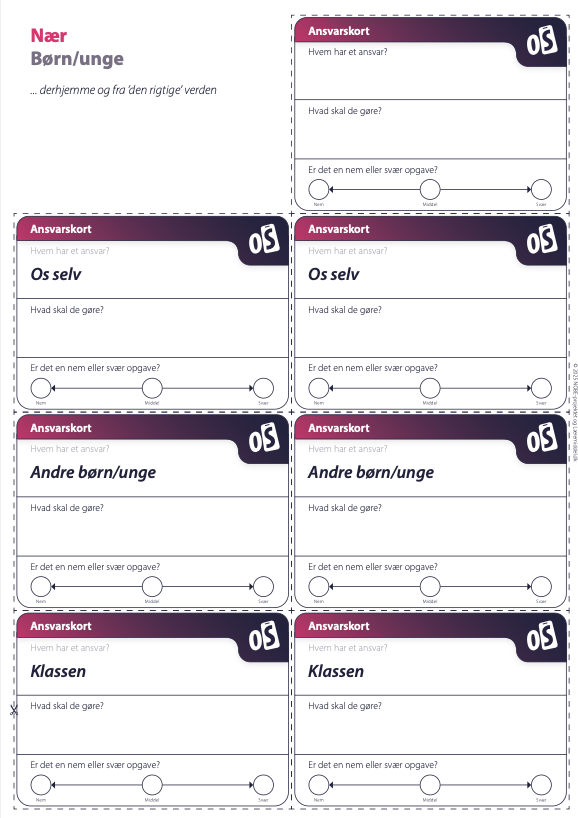 Nær
Børn/unge
... derhjemme og fra ‘den rigtige’ verden
Ansvarskort
Hvem har et ansvar?
Hvad skal de gøre?
Er det en nem eller svær opgave?
Nem Middel Svær
Ansvarskort
Hvem har et ansvar?
Os selv
Hvad skal de gøre?
Er det en nem eller svær opgave?
Nem Middel Svær
Ansvarskort
Hvem har et ansvar?
Os selv
Hvad skal de gøre?
Er det en nem eller svær opgave?
Nem Middel Svær
Ansvarskort
Hvem har et ansvar?
Andre børn/unge
Hvad skal de gøre?
Er det en nem eller svær opgave?
Nem Middel Svær
Ansvarskort
Hvem har et ansvar?
Andre børn/unge
Hvad skal de gøre?
Er det en nem eller svær opgave?
Nem Middel Svær
Ansvarskort
Hvem har et ansvar?
Klassen
Hvad skal de gøre?
Er det en nem eller svær opgave?
Nem Middel Svær
Ansvarskort
Hvem har et ansvar?
Klassen
Hvad skal de gøre?
Er det en nem eller svær opgave?
Nem Middel Svær
© 2025